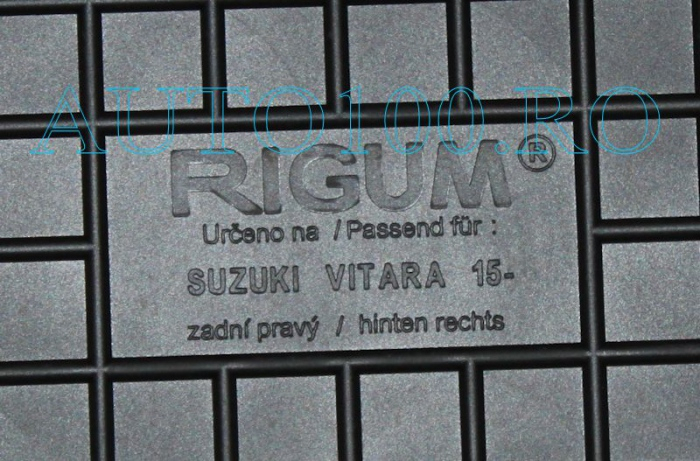 AUTO100.RO
RIGUM®
Určeno na / Passend für :
SUZUKI VITARA 15-
zadní pravý / hinten rechts